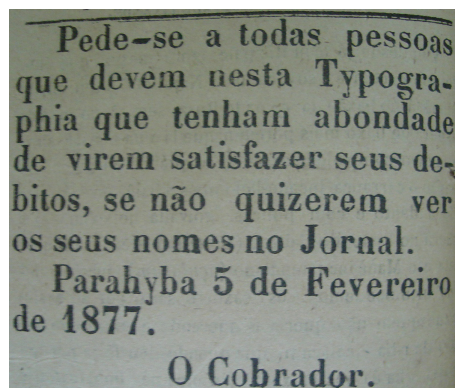 Pede-se a todas pessoas
que devem nesta Typogra-
phia que tenham abondade
de virem satisfazer seus de-
bitos, se não quizerem ver
os seus nomes no Jornal.
Parahyba 5 de Fevereiro
de 1877.
O Cobrador.